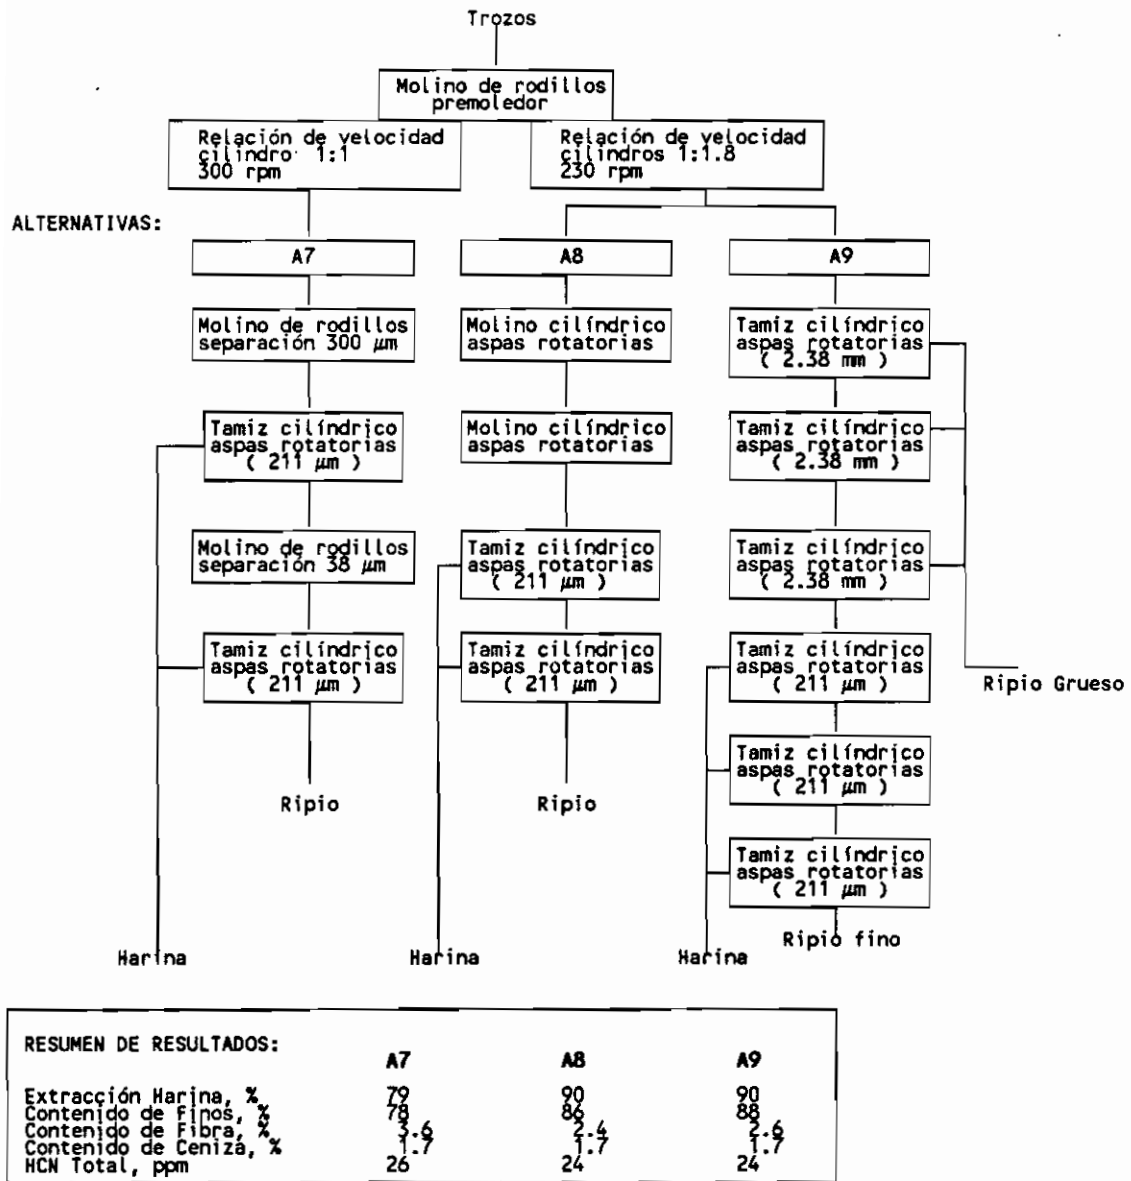 Trozos
Molino de rodillos
premoledor
Relación de velocidad
cilindro 1:1
300 rpm
Relación de velocidad
cilindros 1:1.8
230 rpm
ALTERNATIVAS:
A7
A8
A9
Molino de rodillos
separación 300 µm
Molino cilíndrico
aspas rotatorias
Tamiz cilíndrico
aspas rotatorias
( 2.38 mm )
Tamiz cilíndrico
aspas rotatorias
( 211 µm )
Molino cilíndrico
aspas rotatorias
Tamiz cilíndrico
aspas rotatorias
( 2.38 mm )
Molino de rodillos
separación 38 µm
Tamiz cilíndrico
aspas rotatorias
( 211 µm )
Tamiz cilíndrico
aspas rotatorias
( 2.38 mm )
Tamiz cilíndrico
aspas rotatorias
( 211 µm )
Tamiz cilíndrico
aspas rotatorias
( 211 µm )
Tamiz cilíndrico
aspas rotatorias
( 211 µm )
Ripio Grueso
Tamiz cilíndrico
aspas rotatorias
( 211 µm )
Ripio
Ripio
Tamiz cilíndrico
aspas rotatorias
( 211 µm )
Ripio fino
Harina
Harina
Harina
RESUMEN DE RESULTADOS:
A7 A8 A9
Extracción Harina, % 79 90 90
Contenido de Finos, % 78 86 88
Contenido de Fibra, % 3.6 2.4 2.6
Contenido de Ceniza, % 1.7 1.7 1.7
HCN Total, ppm 26 24 24